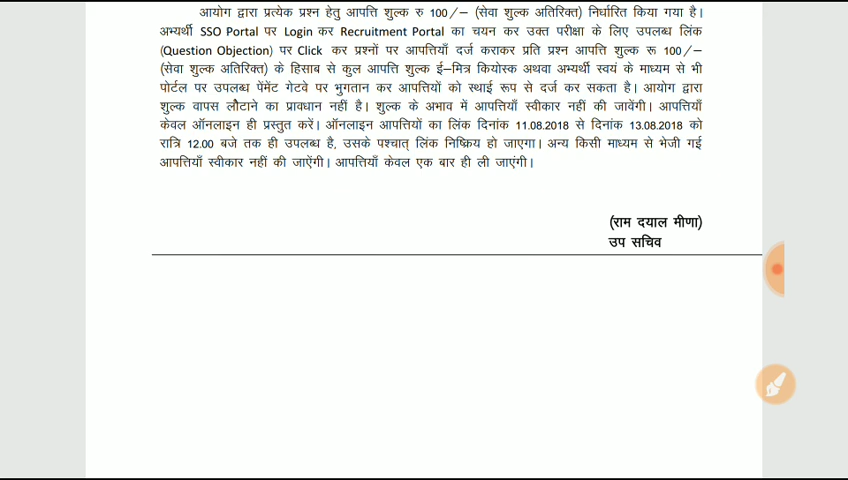 आयोग द्वारा प्रत्येक प्रश्न हेतु आपत्ति शुल्क रु 100/– (सेवा शुल्क अतिरिक्त) निर्धारित किया गया है।
अभ्यर्थी SSO Portal पर Login कर Recruitment Portal का चयन कर उक्त परीक्षा के लिए उपलब्ध लिंक
(Question Objection) पर Click कर प्रश्नों पर आपत्तियाँ दर्ज कराकर प्रति प्रश्न आपत्ति शुल्क रू 100/–
(सेवा शुल्क अतिरिक्त) के हिसाब से कुल आपत्ति शुल्क ई–मित्र कियोस्क अथवा अभ्यर्थी स्वयं के माध्यम से भी
पोर्टल पर उपलब्ध पेंमेंट गेटवे पर भुगतान कर आपत्तियों को स्थाई रूप से दर्ज कर सकता है। आयोग द्वारा
शुल्क वापस लौटाने का प्रावधान नहीं है। शुल्क के अभाव में आपत्तियाँ स्वीकार नहीं की जावेंगी। आपत्तियाँ
केवल ऑनलाइन ही प्रस्तुत करें। ऑनलाइन आपत्तियों का लिंक दिनांक 11.08.2018 से दिनांक 13.08.2018 को
रात्रि 12.00 बजे तक ही उपलब्ध है, उसके पश्चात् लिंक निष्क्रिय हो जाएगा। अन्य किसी माध्यम से भेजी गई
आपत्तियाँ स्वीकार नहीं की जाऐंगी। आपत्तियाँ केवल एक बार ही ली जाएंगी।
(राम दयाल मीणा)
उप सचिव